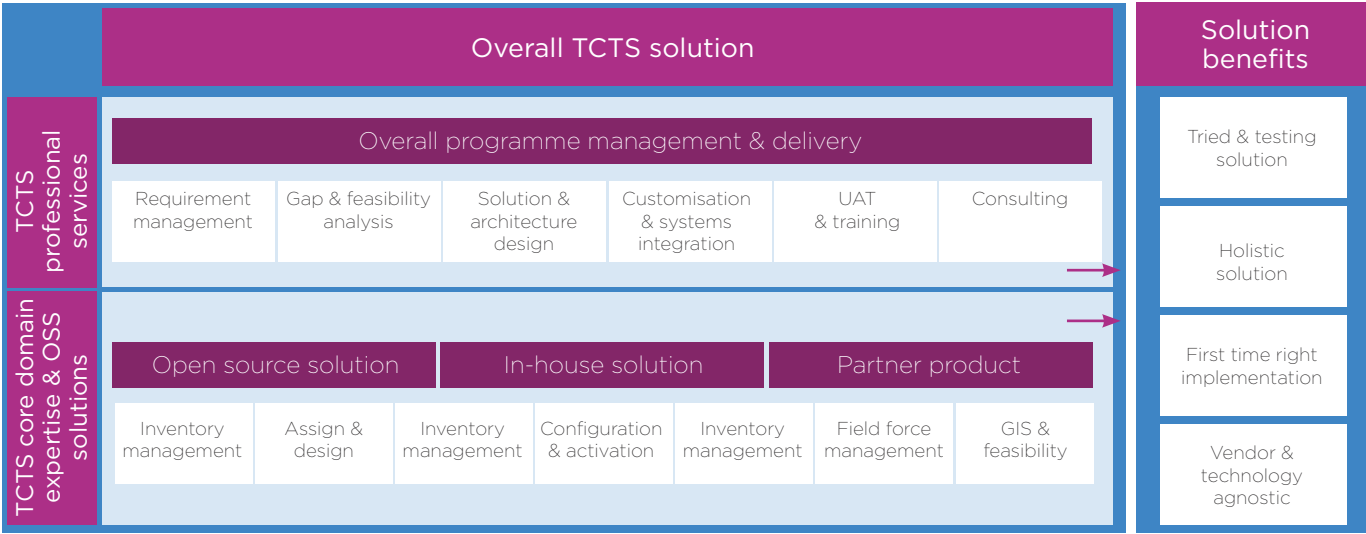 Overall TCTS solution
Solution
benefits
TCTS
professional
services
Overall programme management & delivery
Requirement
management
Gap & feasibility
analysis
Solution &
architecture
design
Customisation
& systems
integration
UAT
& training
Consulting
TCTS core domain
expertise & OSS
solutions
Open source solution
In-house solution
Partner product
Inventory
management
Assign &
design
Inventory
management
Configuration
& activation
Inventory
management
Field force
management
GIS &
feasibility
Tried & testing
solution
Holistic
solution
First time right
implementation
Vendor &
technology
agnostic